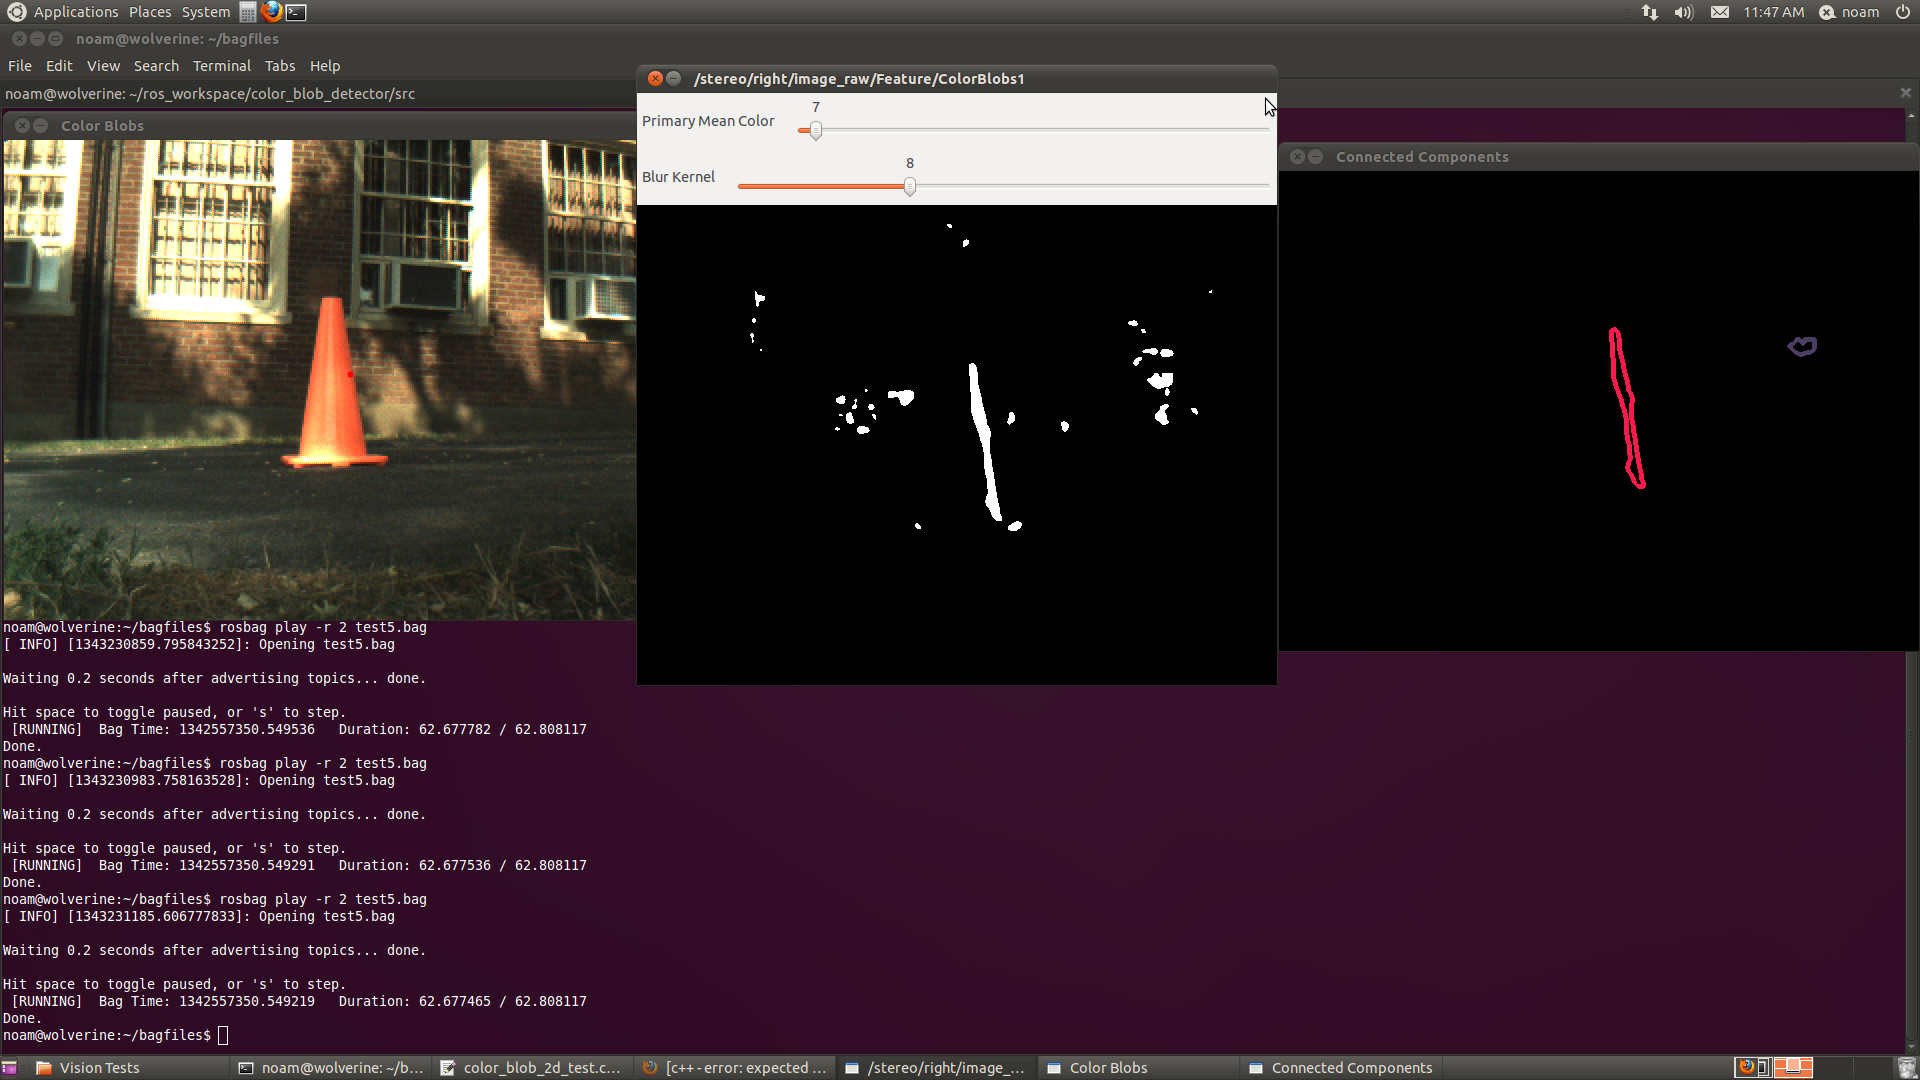 Applications Places System 11:47 AM noam
noam@wolverine: ~/bagfiles
File Edit View Search Terminal Tabs Help
noam@wolverine: ~/ros_workspace/color_blob_detector/src
/stereo/right/image_raw/Feature/ColorBlobs1
Primary Mean Color 7
Blur Kernel 8
Color Blobs
Connected Components
noam@wolverine:~/bagfiles$ rosbag play -r 2 test5.bag
[ INFO] [1343230859.795843252]: Opening test5.bag
Waiting 0.2 seconds after advertising topics... done.
Hit space to toggle paused, or 's' to step.
[RUNNING]  Bag Time: 1342557350.549536   Duration: 62.677782 / 62.808117
Done.
noam@wolverine:~/bagfiles$ rosbag play -r 2 test5.bag
[ INFO] [1343230983.758163528]: Opening test5.bag
Waiting 0.2 seconds after advertising topics... done.
Hit space to toggle paused, or 's' to step.
[RUNNING]  Bag Time: 1342557350.549291   Duration: 62.677536 / 62.808117
Done.
noam@wolverine:~/bagfiles$ rosbag play -r 2 test5.bag
[ INFO] [1343231185.606777833]: Opening test5.bag
Waiting 0.2 seconds after advertising topics... done.
Hit space to toggle paused, or 's' to step.
[RUNNING]  Bag Time: 1342557350.549219   Duration: 62.677465 / 62.808117
Done.
noam@wolverine:~/bagfiles$
Vision Tests noam@wolverine: ~/b... color_blob_2d_test.c... [c++ - error: expected ... /stereo/right/image_... Color Blobs Connected Components